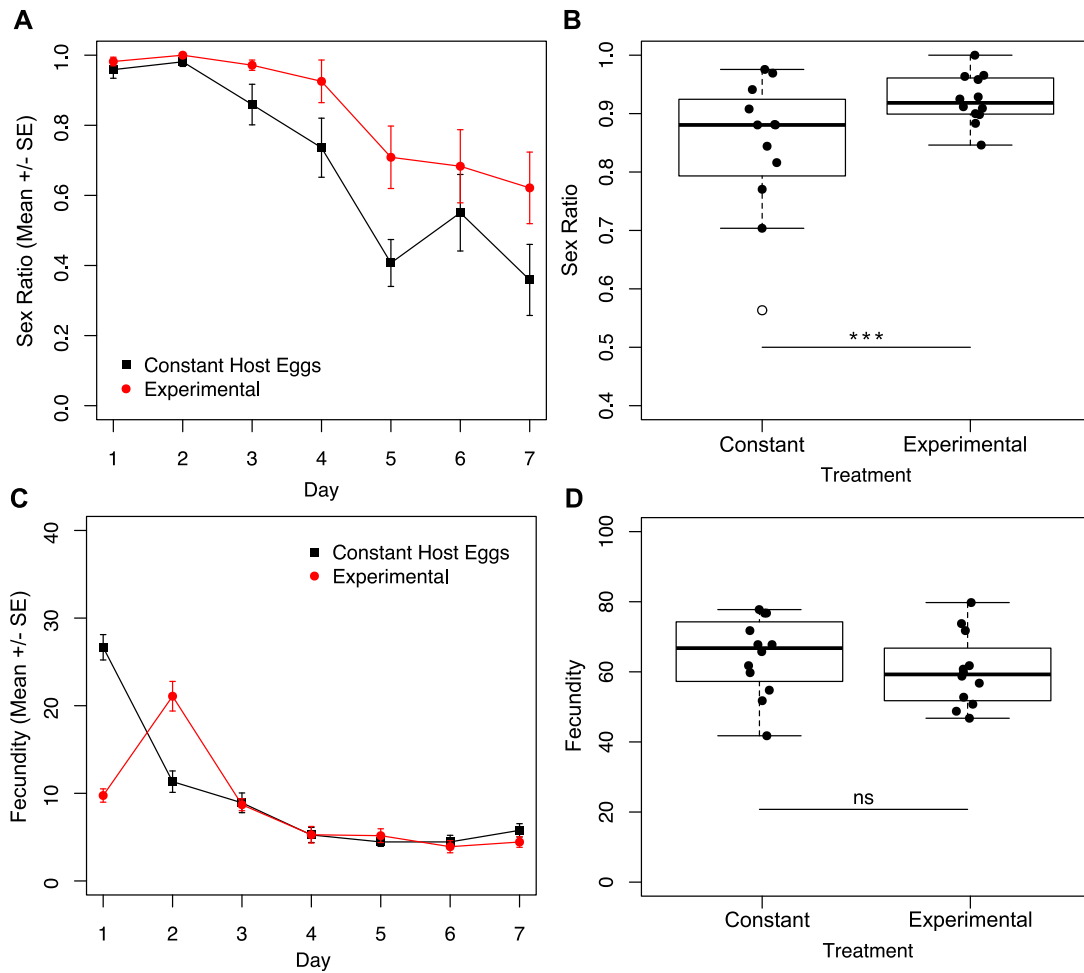 A
Sex Ratio (Mean +/- SE)
1.0
0.8
0.6
0.4
0.2
0.0
Constant Host Eggs
Experimental
1 2 3 4 5 6 7
Day
B
Sex Ratio
1.0
0.9
0.8
0.7
0.6
0.5
0.4
***
Constant Experimental
Treatment
C
Fecundity (Mean +/- SE)
40
30
20
10
0
Constant Host Eggs
Experimental
1 2 3 4 5 6 7
Day
D
Fecundity
100
80
60
40
20
0
ns
Constant Experimental
Treatment